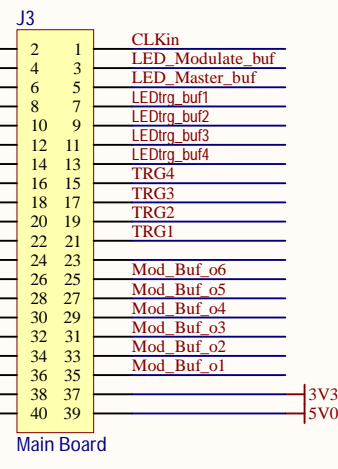 J3
2 1 CLKin
4 3 LED_Modulate_buf
6 5 LED_Master_buf
8 7 LEDtrg_buf1
10 9 LEDtrg_buf2
12 11 LEDtrg_buf3
14 13 LEDtrg_buf4
16 15 TRG4
18 17 TRG3
20 19 TRG2
22 21 TRG1
24 23
26 25 Mod_Buf_o6
28 27 Mod_Buf_o5
30 29 Mod_Buf_o4
32 31 Mod_Buf_o3
34 33 Mod_Buf_o2
36 35 Mod_Buf_o1
38 37 3V3
40 39 5V0
Main Board